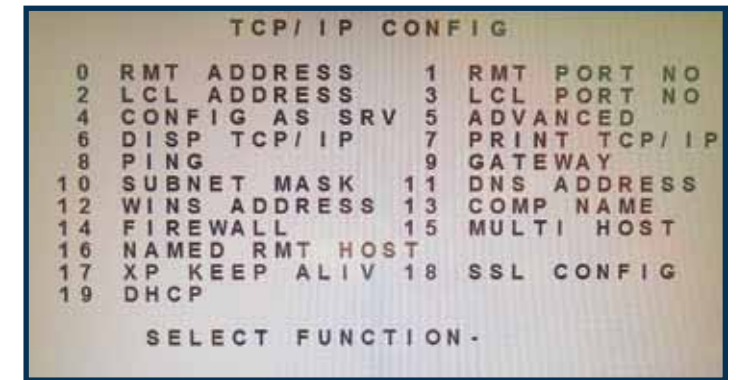 TCP/IP CONFIG
0 RMT ADDRESS 1 RMT PORT NO
2 LCL ADDRESS 3 LCL PORT NO
4 CONFIG AS SRV 5 ADVANCED
6 DISP TCP/IP 7 PRINT TCP/IP
8 PING 9 GATEWAY
10 SUBNET MASK 11 DNS ADDRESS
12 WINS ADDRESS 13 COMP NAME
14 FIREWALL 15 MULTI HOST
16 NAMED RMT HOST
17 XP KEEP ALIV 18 SSL CONFIG
19 DHCP
SELECT FUNCTION-